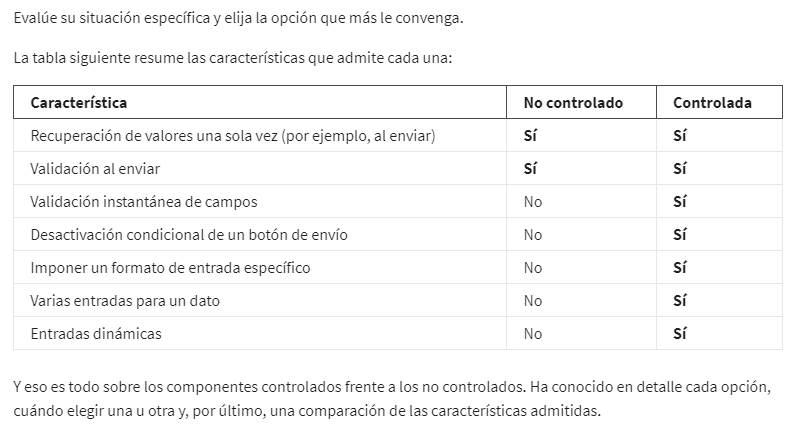 Evalúe su situación específica y elija la opción que más le convenga.
La tabla siguiente resume las características que admite cada una:
Característica No controlado Controlada
Recuperación de valores una sola vez (por ejemplo, al enviar) Sí Sí
Validación al enviar Sí Sí
Validación instantánea de campos No Sí
Desactivación condicional de un botón de envío No Sí
Imponer un formato de entrada específico No Sí
Varias entradas para un dato No Sí
Entradas dinámicas No Sí
Y eso es todo sobre los componentes controlados frente a los no controlados. Ha conocido en detalle cada opción,
cuándo elegir una u otra y, por último, una comparación de las características admitidas.